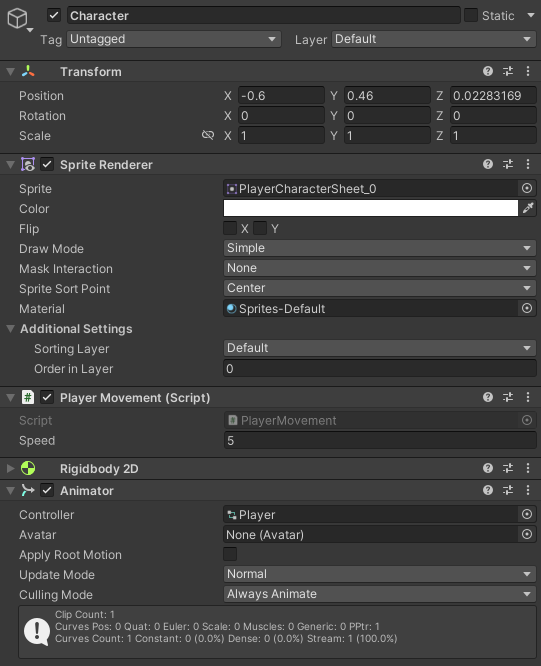 Character Static
Tag Untagged Layer Default
Transform
Position X -0.6 Y 0.46 Z 0.02283169
Rotation X 0 Y 0 Z 0
Scale X 1 Y 1 Z 1
Sprite Renderer
Sprite PlayerCharacterSheet_0
Color
Flip X Y
Draw Mode Simple
Mask Interaction None
Sprite Sort Point Center
Material Sprites-Default
Additional Settings
Sorting Layer Default
Order in Layer 0
# Player Movement (Script)
Script # PlayerMovement
Speed 5
Rigidbody 2D
Animator
Controller Player
Avatar None (Avatar)
Apply Root Motion
Update Mode Normal
Culling Mode Always Animate
Clip Count: 1
Curves Pos: 0 Quat: 0 Euler: 0 Scale: 0 Muscles: 0 Generic: 0 PPtr: 1
Curves Count: 1 Constant: 0 (0.0%) Dense: 0 (0.0%) Stream: 1 (100.0%)